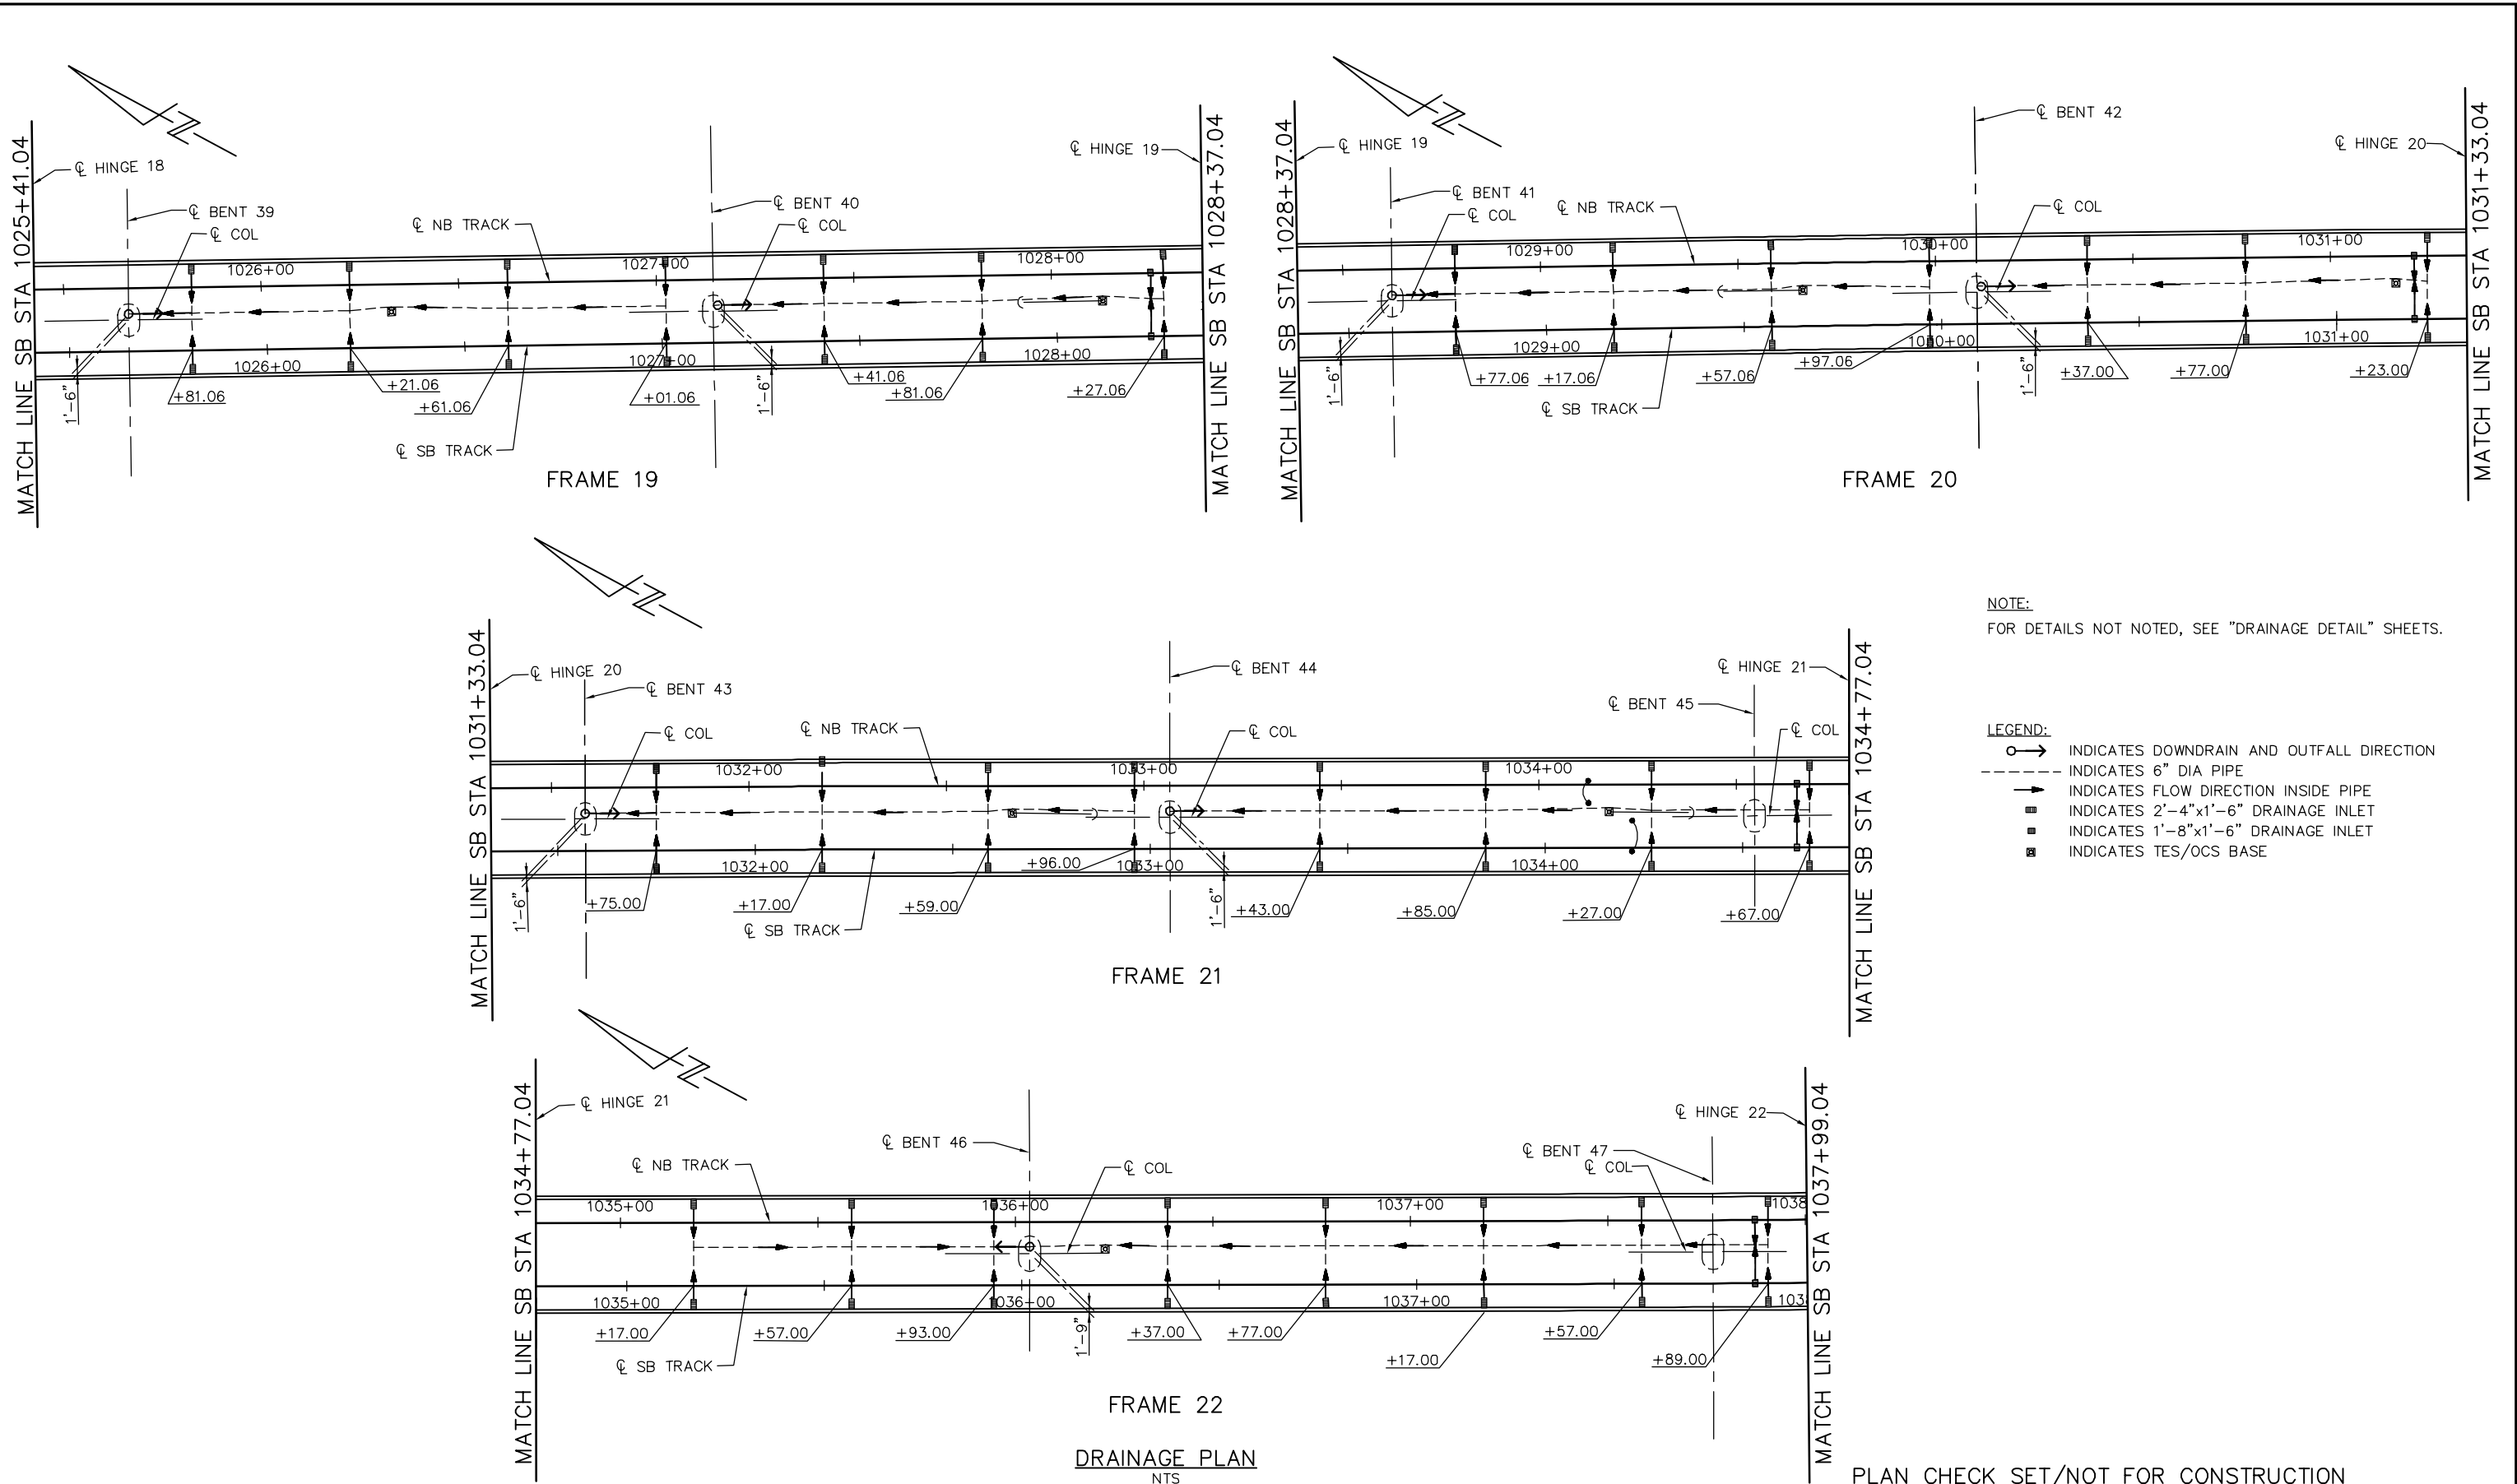 MATCH LINE SB STA 1025+41.04
℄ HINGE 18
℄ BENT 39
℄ COL
℄ NB TRACK
℄ BENT 40
℄ COL
℄ HINGE 19
MATCH LINE SB STA 1028+37.04
1026+00
1027+00
1028+00
1026+00
1027+00
1028+00
1'-6"
+81.06
+21.06
+61.06
+01.06
1'-6"
+41.06
+81.06
+27.06
℄ SB TRACK
FRAME 19
MATCH LINE SB STA 1028+37.04
℄ HINGE 19
℄ BENT 41
℄ COL
℄ NB TRACK
℄ BENT 42
℄ COL
℄ HINGE 20
MATCH LINE SB STA 1031+33.04
1029+00
1030+00
1031+00
1029+00
1030+00
1031+00
1'-6"
+77.06
+17.06
+57.06
+97.06
1'-6"
+37.00
+77.00
+23.00
℄ SB TRACK
FRAME 20
MATCH LINE SB STA 1031+33.04
℄ HINGE 20
℄ BENT 43
℄ COL
℄ NB TRACK
℄ BENT 44
℄ COL
℄ BENT 45
℄ HINGE 21
℄ COL
MATCH LINE SB STA 1034+77.04
1032+00
1033+00
1034+00
1032+00
1033+00
1034+00
1'-6"
+75.00
+17.00
+59.00
+96.00
1'-6"
+43.00
+85.00
+27.00
+67.00
℄ SB TRACK
FRAME 21
NOTE:
FOR DETAILS NOT NOTED, SEE "DRAINAGE DETAIL" SHEETS.
LEGEND:
INDICATES DOWNDRAIN AND OUTFALL DIRECTION
INDICATES 6" DIA PIPE
INDICATES FLOW DIRECTION INSIDE PIPE
INDICATES 2'-4"x1'-6" DRAINAGE INLET
INDICATES 1'-8"x1'-6" DRAINAGE INLET
INDICATES TES/OCS BASE
MATCH LINE SB STA 1034+77.04
℄ HINGE 21
℄ NB TRACK
℄ BENT 46
℄ COL
℄ BENT 47
℄ COL
℄ HINGE 22
MATCH LINE SB STA 1037+99.04
1035+00
1036+00
1037+00
1038
1035+00
1036+00
1037+00
103
+17.00
+57.00
+93.00
1'-9"
+37.00
+77.00
+17.00
+57.00
+89.00
℄ SB TRACK
FRAME 22
DRAINAGE PLAN
NTS
PLAN CHECK SET/NOT FOR CONSTRUCTION